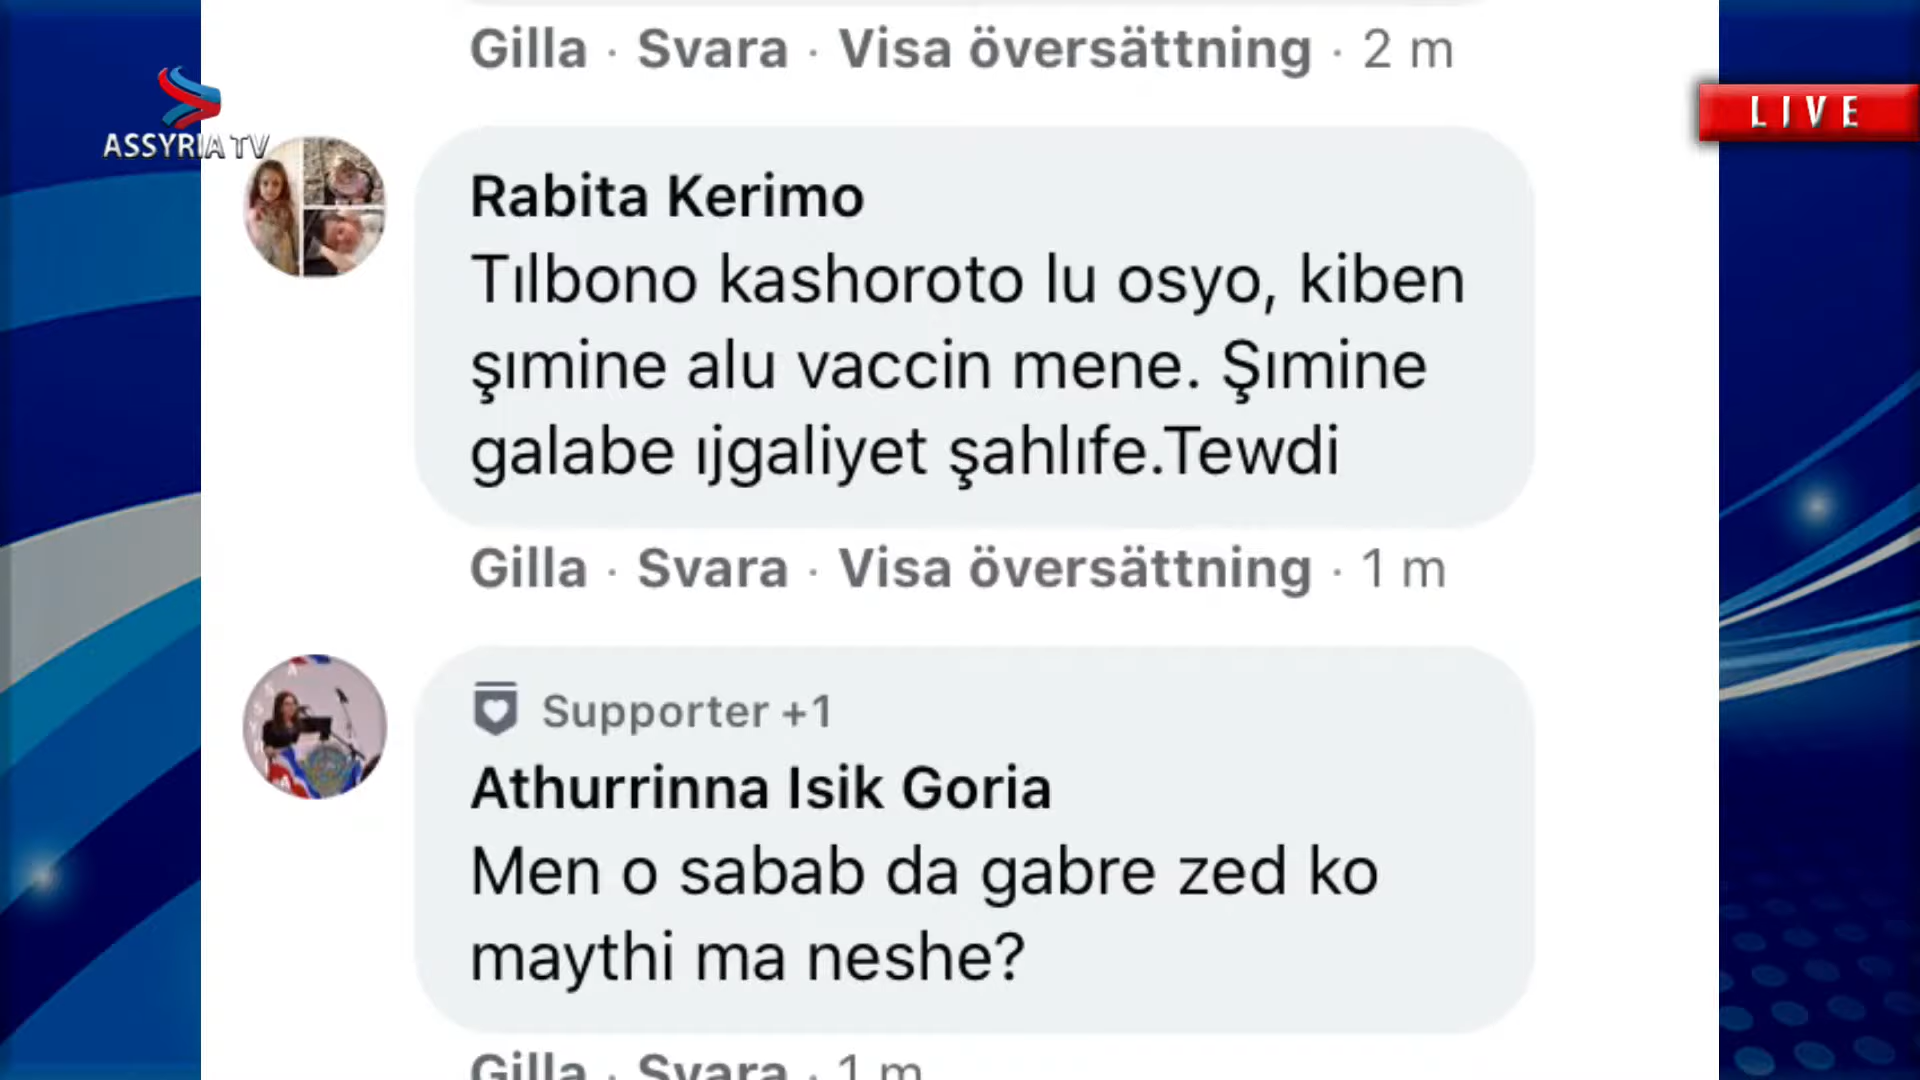 Gilla · Svara · Visa översättning · 2 m
ASSYRIA TV
LIVE
Rabita Kerimo
Tılbono kashoroto lu osyo, kiben
şımine alu vaccin mene. Şımine
galabe ıjgaliyet şahlıfe.Tewdi
Gilla · Svara · Visa översättning · 1 m
Supporter +1
Athurrinna Isik Goria
Men o sabab da gabre zed ko
maythi ma neshe?
Gilla · Svara · 1 m